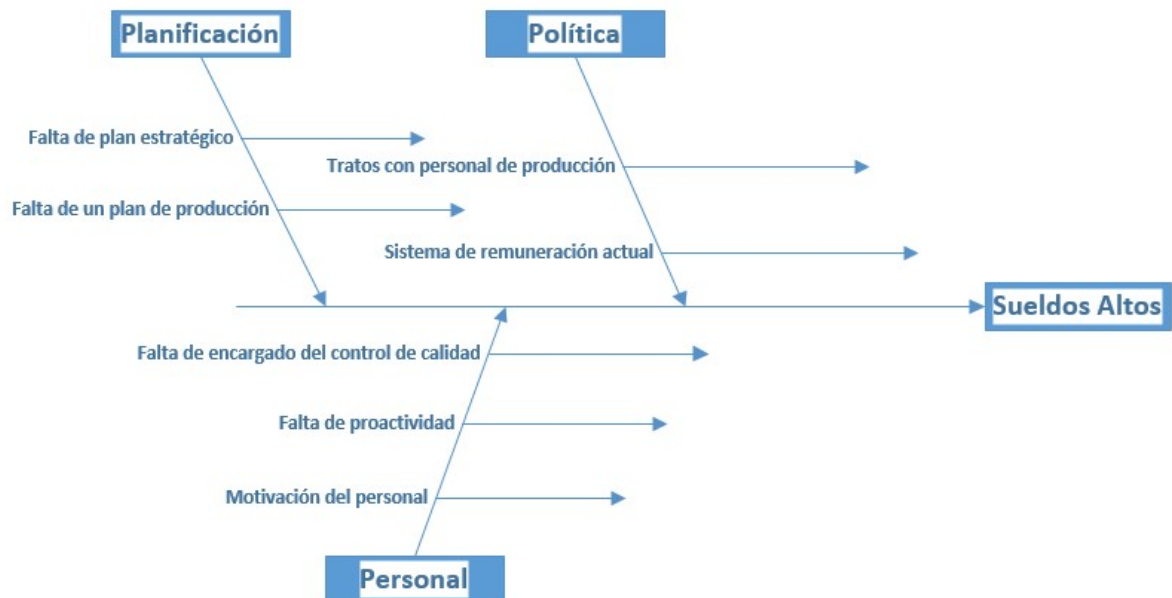 Planificación
Política
Falta de plan estratégico
Tratos con personal de producción
Falta de un plan de producción
Sistema de remuneración actual
Sueldos Altos
Falta de encargado del control de calidad
Falta de proactividad
Motivación del personal
Personal